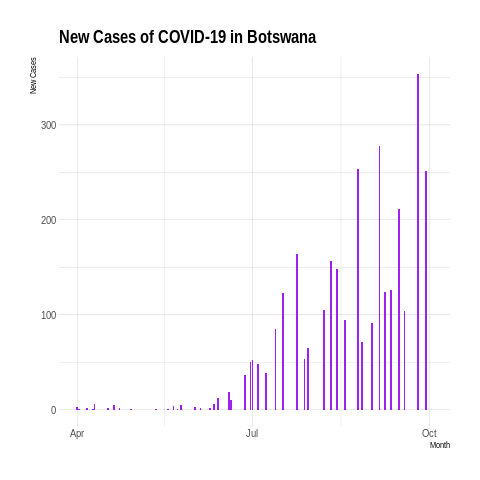 New Cases of COVID-19 in Botswana
New Cases
300
200
100
0
Apr
Jul
Oct
Month